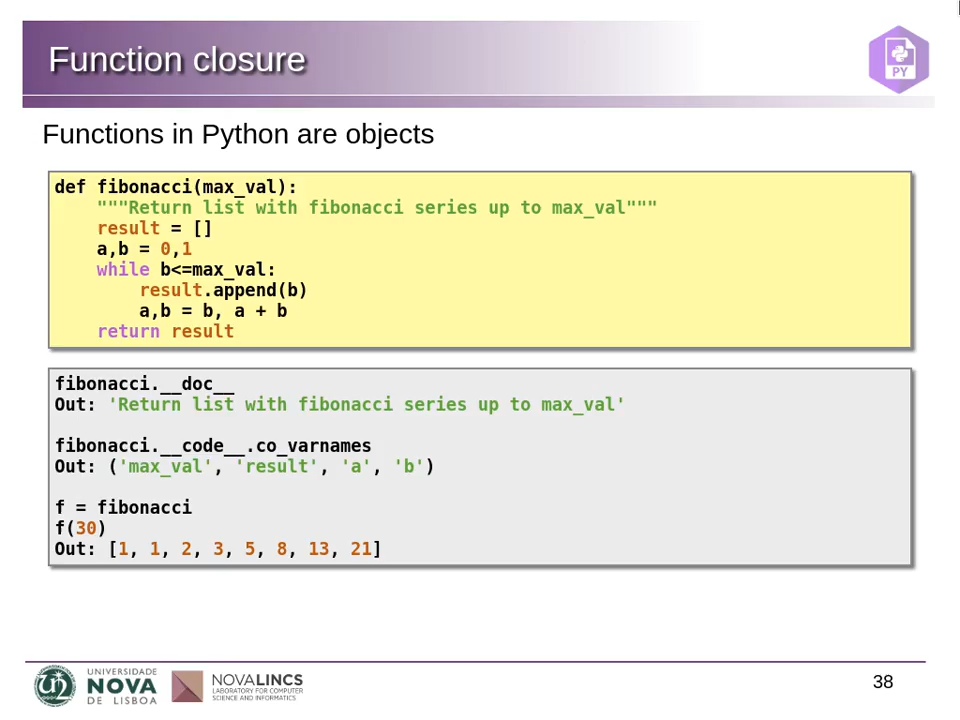 Function closure
PY
Functions in Python are objects
def fibonacci(max_val):
    """Return list with fibonacci series up to max_val"""
    result = []
    a,b = 0,1
    while b<=max_val:
        result.append(b)
        a,b = b, a + b
    return result
fibonacci.__doc__
Out: 'Return list with fibonacci series up to max_val'
fibonacci.__code__.co_varnames
Out: ('max_val', 'result', 'a', 'b')
f = fibonacci
f(30)
Out: [1, 1, 2, 3, 5, 8, 13, 21]
UNIVERSIDADE
NOVA
DE LISBOA
NOVALINCS
LABORATORY FOR COMPUTER
SCIENCE AND INFORMATICS
38